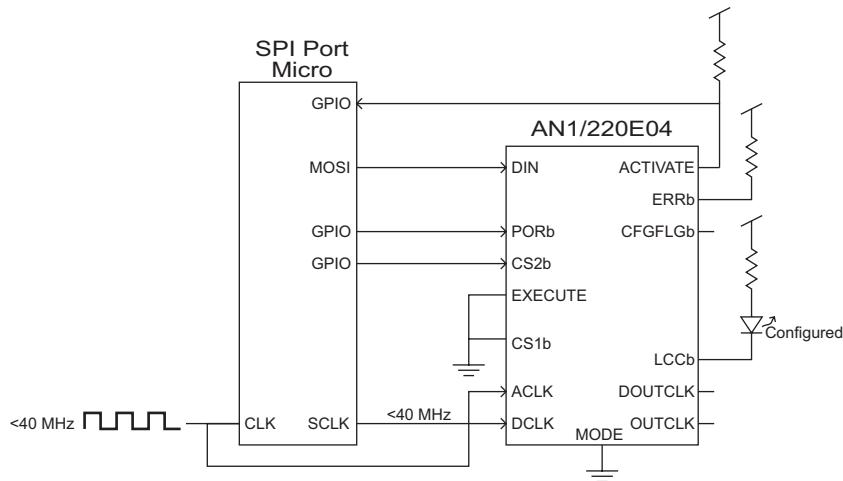 SPI Port
Micro
GPIO
AN1/220E04
MOSI
DIN
ACTIVATE
ERRb
GPIO
PORb
CFGFLGb
GPIO
CS2b
EXECUTE
CS1b
Configured
LCCb
ACLK
DOUTCLK
<40 MHz
CLK
SCLK
<40 MHz
DCLK
OUTCLK
MODE